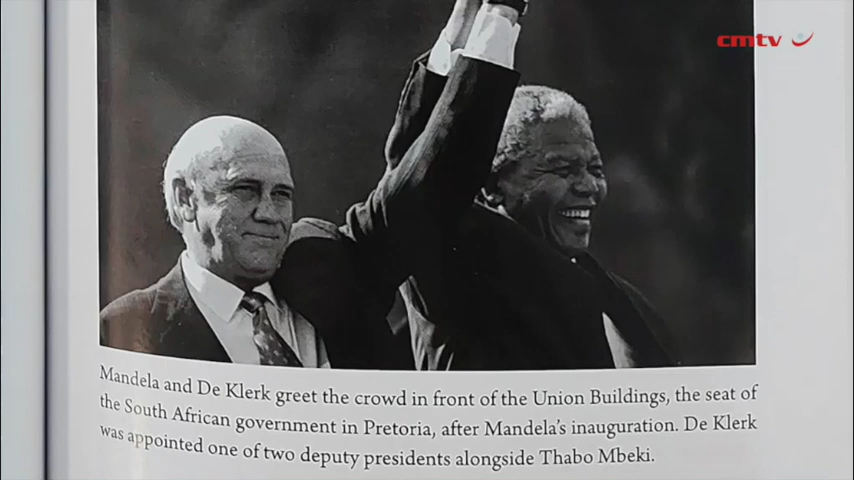 cmtv
Mandela and De Klerk greet the crowd in front of the Union Buildings, the seat of
the South African government in Pretoria, after Mandela's inauguration. De Klerk
was appointed one of two deputy presidents alongside Thabo Mbeki.